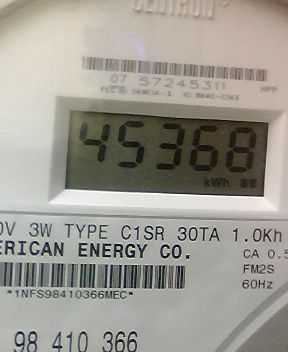 CENTRON®
07 57245311
45368
kWh
0V 3W TYPE C1SR 30TA 1.0Kh
ERICAN ENERGY CO.
CA 0.5
FM2S
60Hz
*1NFS98410366MEC*
98 410 366